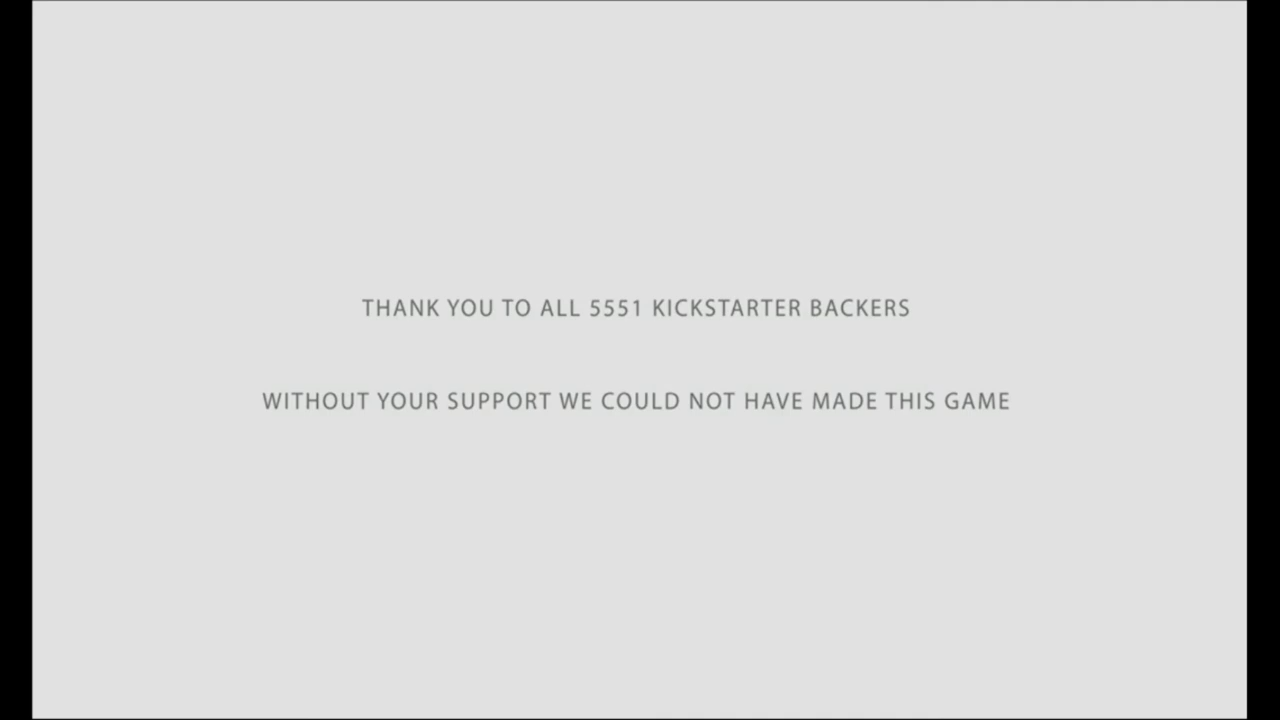 THANK YOU TO ALL 5551 KICKSTARTER BACKERS
WITHOUT YOUR SUPPORT WE COULD NOT HAVE MADE THIS GAME